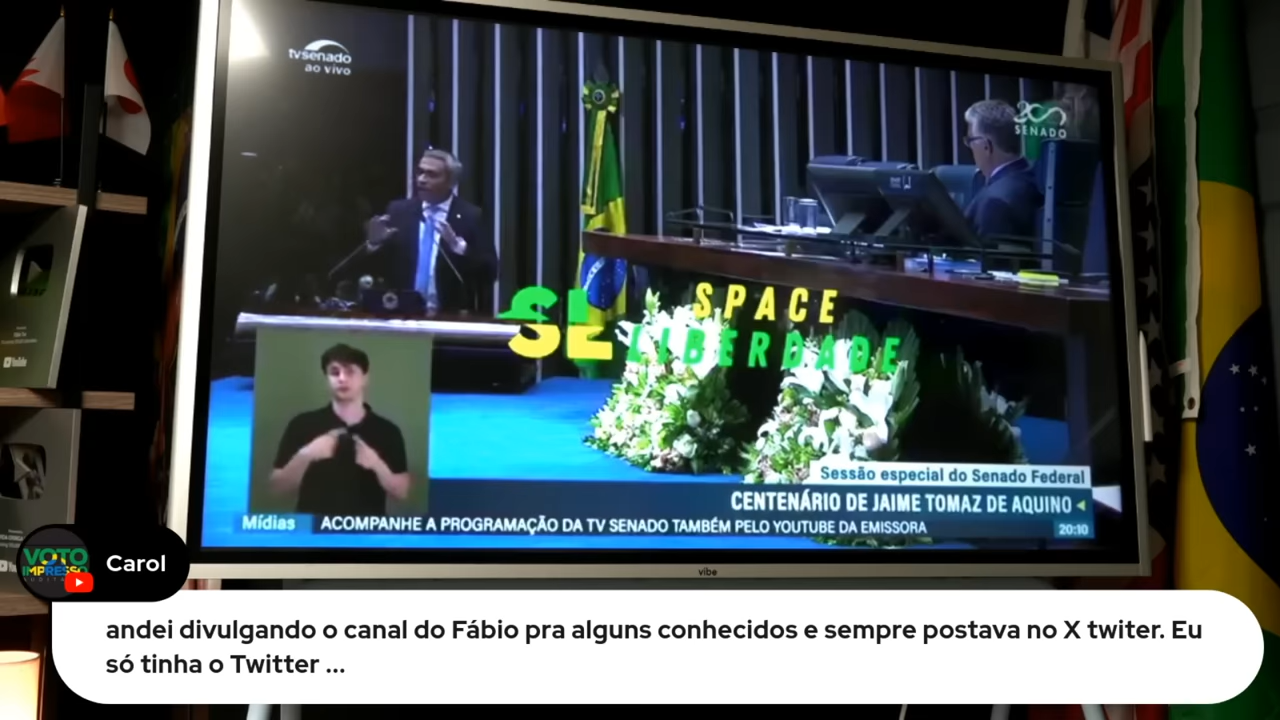 tvsenado
ao vivo
200
SENADO
SL
SPACE
LIBERDADE
Sessão especial do Senado Federal
CENTENÁRIO DE JAIME TOMAZ DE AQUINO
Mídias
ACOMPANHE A PROGRAMAÇÃO DA TV SENADO TAMBÉM PELO YOUTUBE DA EMISSORA
20:10
vibe
YouTube
VOTO
IMPRESSO
Carol
andei divulgando o canal do Fábio pra alguns conhecidos e sempre postava no X twiter. Eu
só tinha o Twitter ...